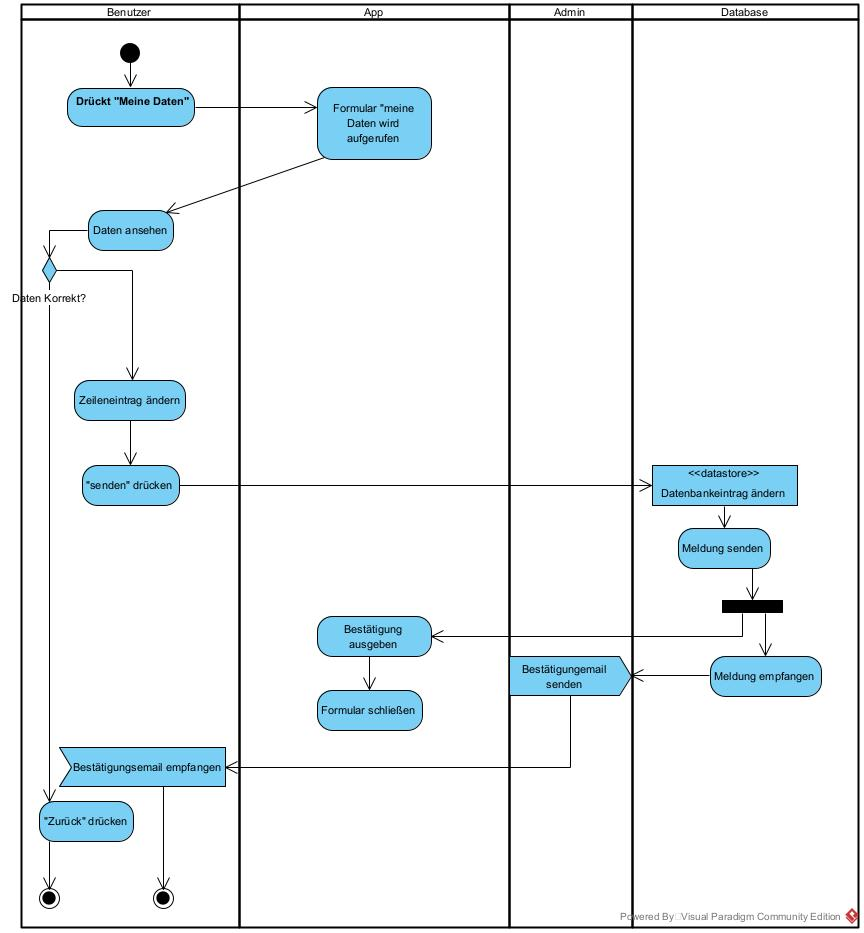 Benutzer
App
Admin
Database
Drückt "Meine Daten"
Formular "meine
Daten wird
aufgerufen
Daten ansehen
Daten Korrekt?
Zeileneintrag ändern
"senden" drücken
<<datastore>>
Datenbankeintrag ändern
Meldung senden
Bestätigung
ausgeben
Bestätigungemail
senden
Meldung empfangen
Formular schließen
Bestätigungsemail empfangen
"Zurück" drücken
Powered By Visual Paradigm Community Edition